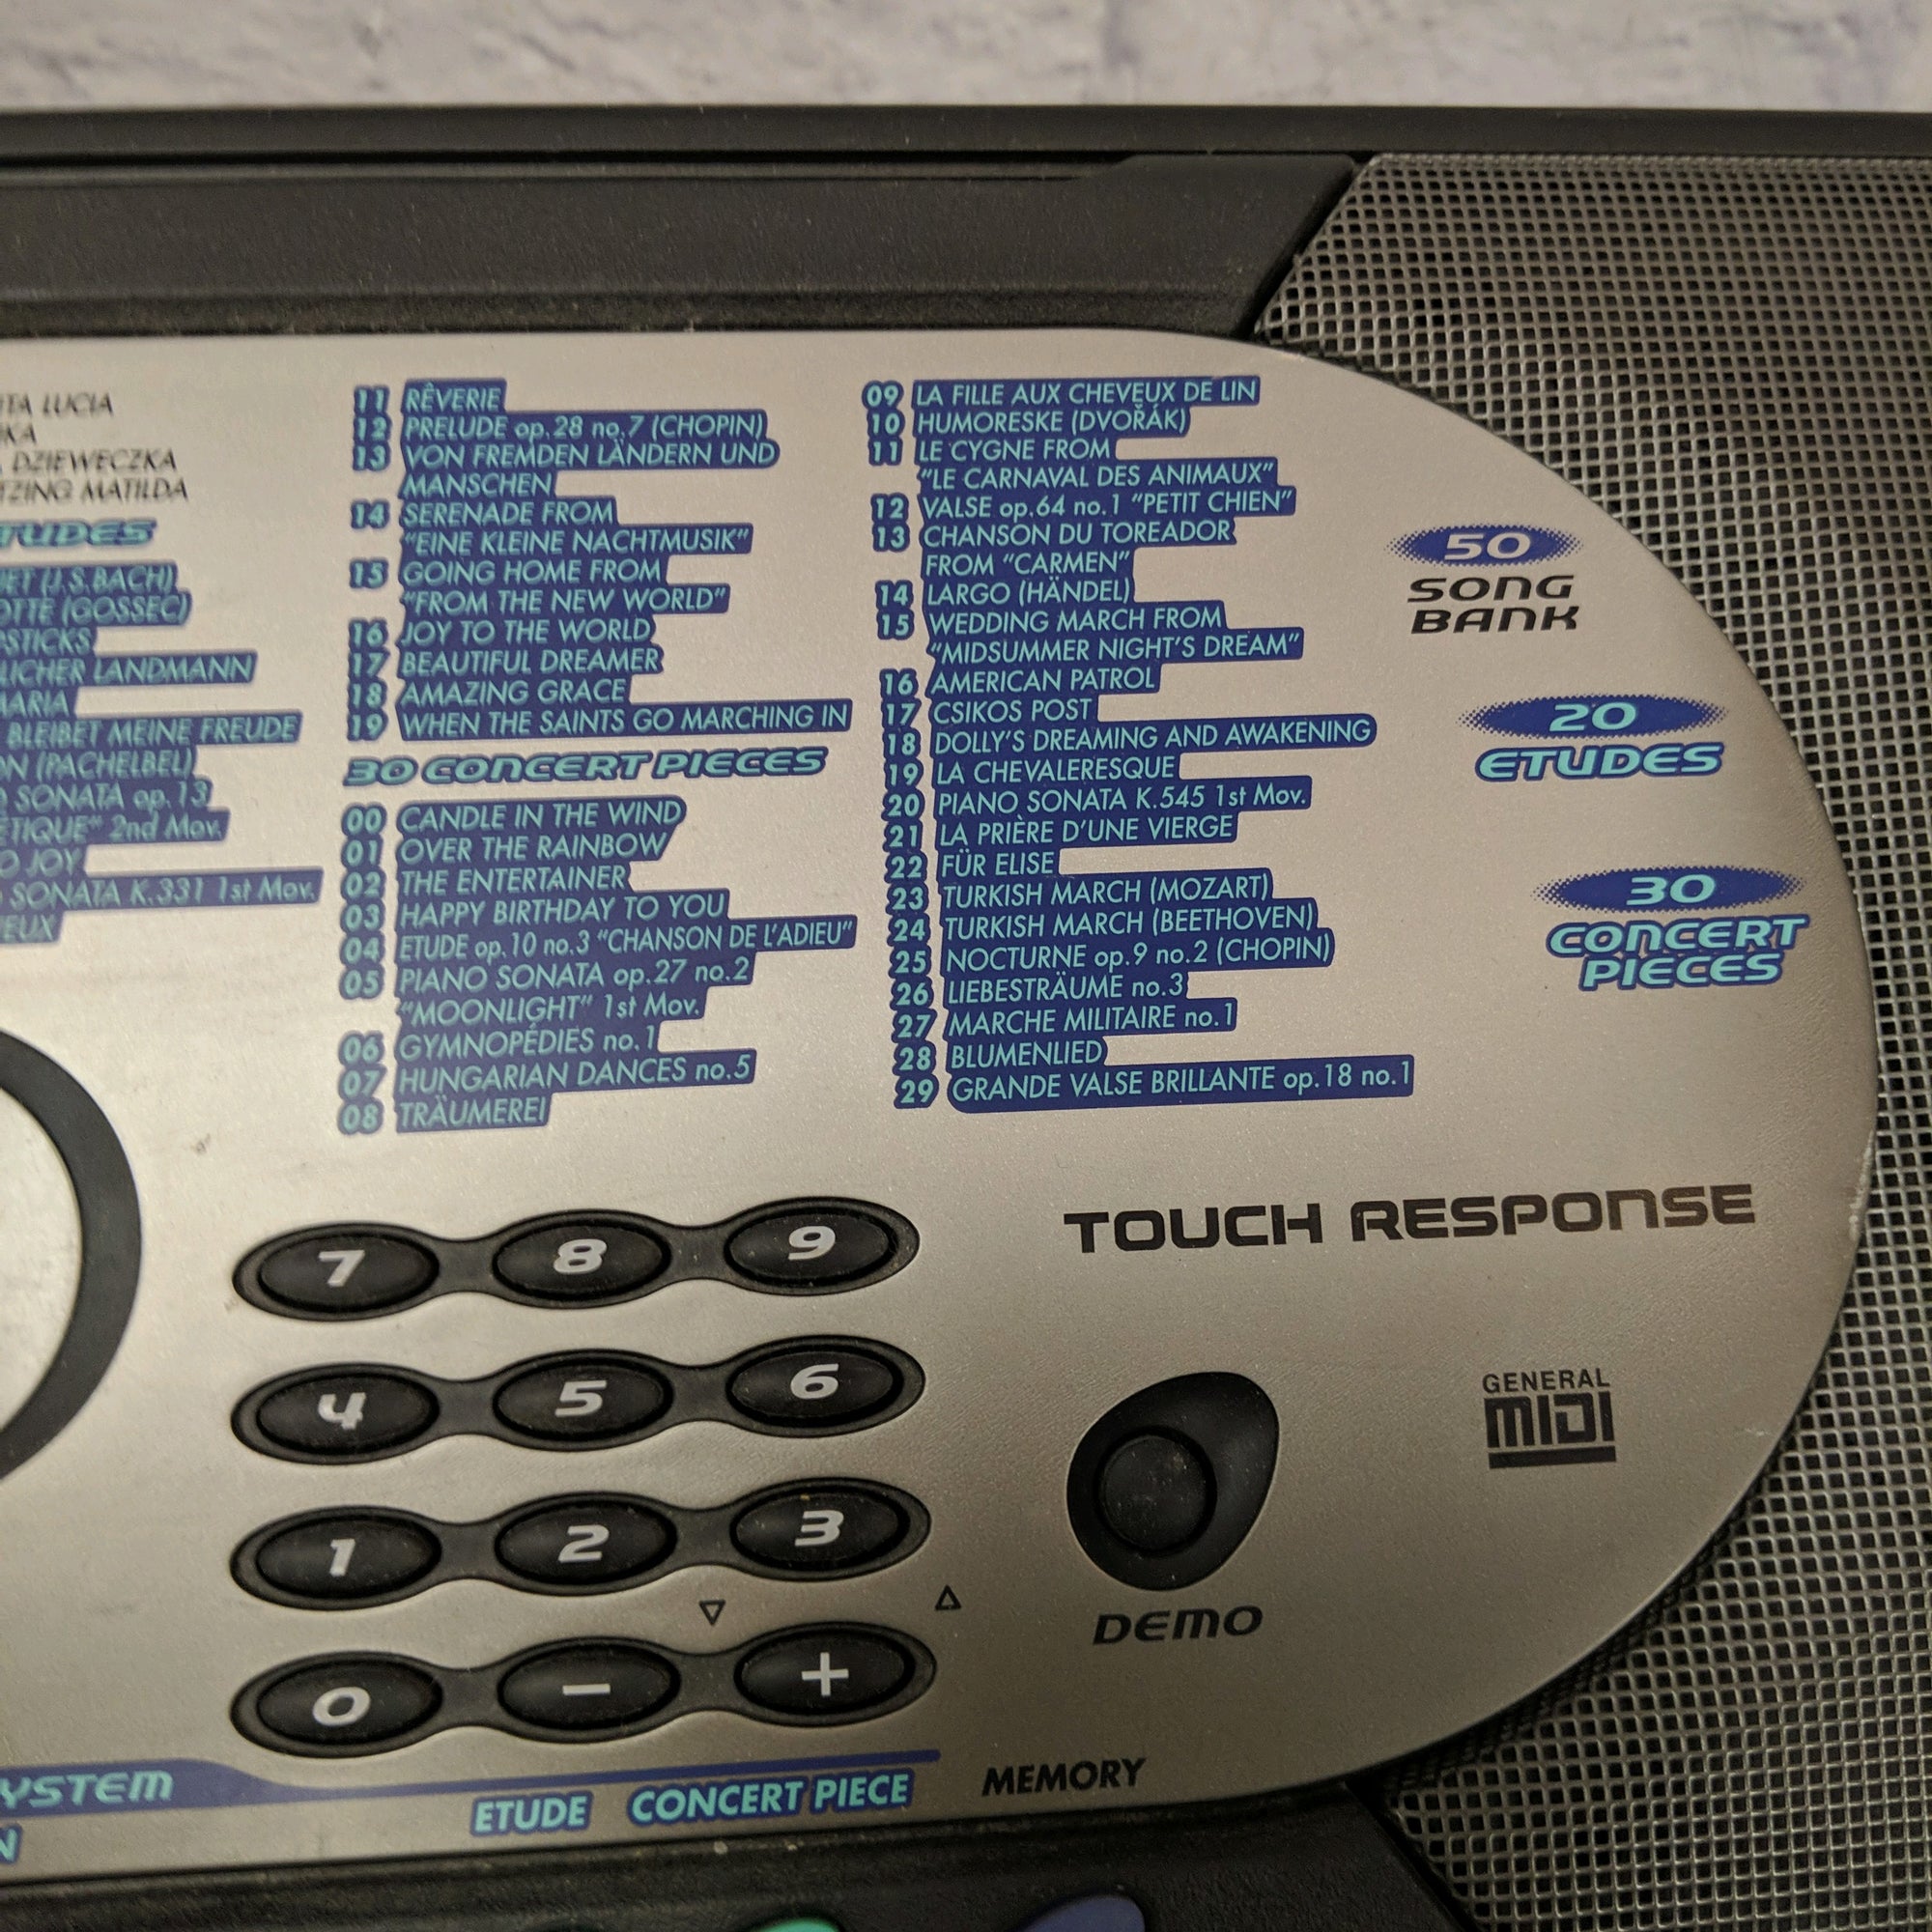 LUCIA
DZIEWECZKA
MATILDA
(J.S.BACH)
(GOSSEC)
LANDMANN
BLEIBET MEINE FREUDE
(PACHELBEL)
SONATA op.13
2nd Mov.
JOY
SONATA K.331 1st Mov.
11 RÊVERIE
12 PRELUDE op.28 no.7 (CHOPIN)
13 VON FREMDEN LÄNDERN UND
MANSCHEN
14 SERENADE FROM
"EINE KLEINE NACHTMUSIK"
15 GOING HOME FROM
"FROM THE NEW WORLD"
16 JOY TO THE WORLD
17 BEAUTIFUL DREAMER
18 AMAZING GRACE
19 WHEN THE SAINTS GO MARCHING IN
30 CONCERT PIECES
00 CANDLE IN THE WIND
01 OVER THE RAINBOW
02 THE ENTERTAINER
03 HAPPY BIRTHDAY TO YOU
04 ETUDE op.10 no.3 "CHANSON DE L'ADIEU"
05 PIANO SONATA op.27 no.2
"MOONLIGHT" 1st Mov.
06 GYMNOPÉDIES no.1
07 HUNGARIAN DANCES no.5
08 TRÄUMEREI
09 LA FILLE AUX CHEVEUX DE LIN
10 HUMORESKE (DVOŘÁK)
11 LE CYGNE FROM
"LE CARNAVAL DES ANIMAUX"
12 VALSE op.64 no.1 "PETIT CHIEN"
13 CHANSON DU TOREADOR
FROM "CARMEN"
14 LARGO (HÄNDEL)
15 WEDDING MARCH FROM
"MIDSUMMER NIGHT'S DREAM"
16 AMERICAN PATROL
17 CSIKOS POST
18 DOLLY'S DREAMING AND AWAKENING
19 LA CHEVALERESQUE
20 PIANO SONATA K.545 1st Mov.
21 LA PRIÈRE D'UNE VIERGE
22 FÜR ELISE
23 TURKISH MARCH (MOZART)
24 TURKISH MARCH (BEETHOVEN)
25 NOCTURNE op.9 no.2 (CHOPIN)
26 LIEBESTRÄUME no.3
27 MARCHE MILITAIRE no.1
28 BLUMENLIED
29 GRANDE VALSE BRILLANTE op.18 no.1
50
SONG
BANK
20
ETUDES
30
CONCERT
PIECES
TOUCH RESPONSE
7 8 9
4 5 6
1 2 3
0 − +
GENERAL
MIDI
DEMO
ETUDE CONCERT PIECE MEMORY